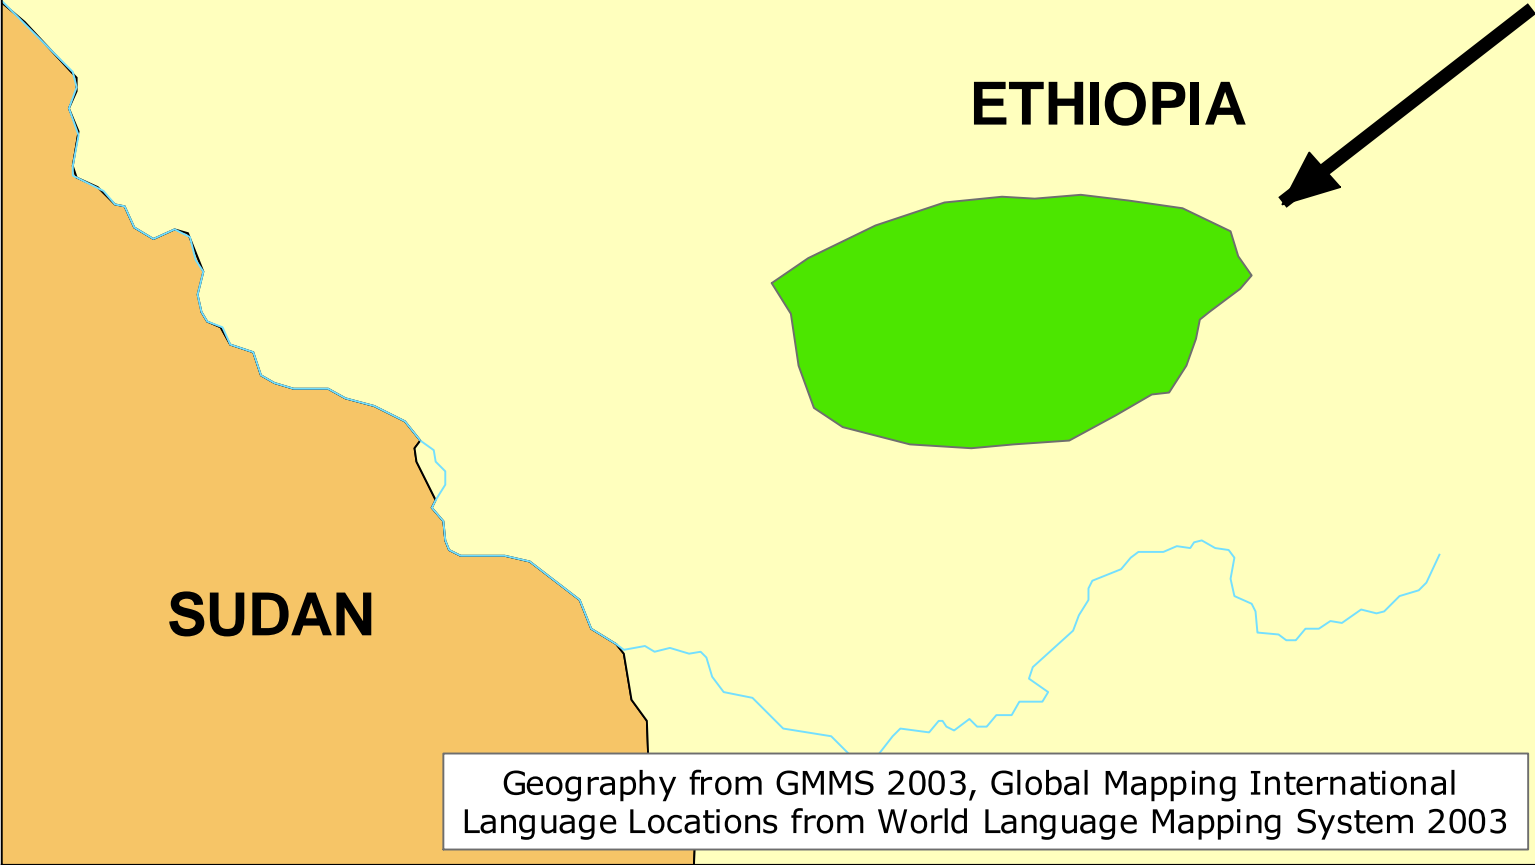 ETHIOPIA
SUDAN
Geography from GMMS 2003, Global Mapping International
Language Locations from World Language Mapping System 2003